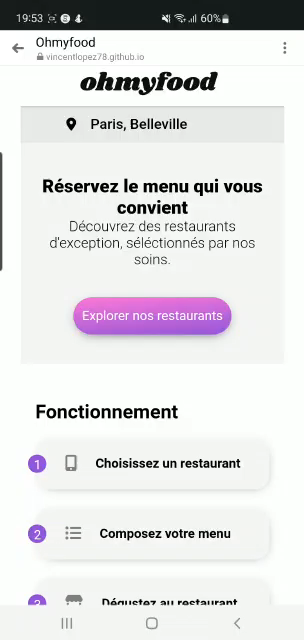 19:53 60%
Ohmyfood
vincentlopez78.github.io
ohmyfood
Paris, Belleville
Réservez le menu qui vous
convient
Découvrez des restaurants
d'exception, séléctionnés par nos
soins.
Explorer nos restaurants
Fonctionnement
1 Choisissez un restaurant
2 Composez votre menu
3 Dégustez au restaurant